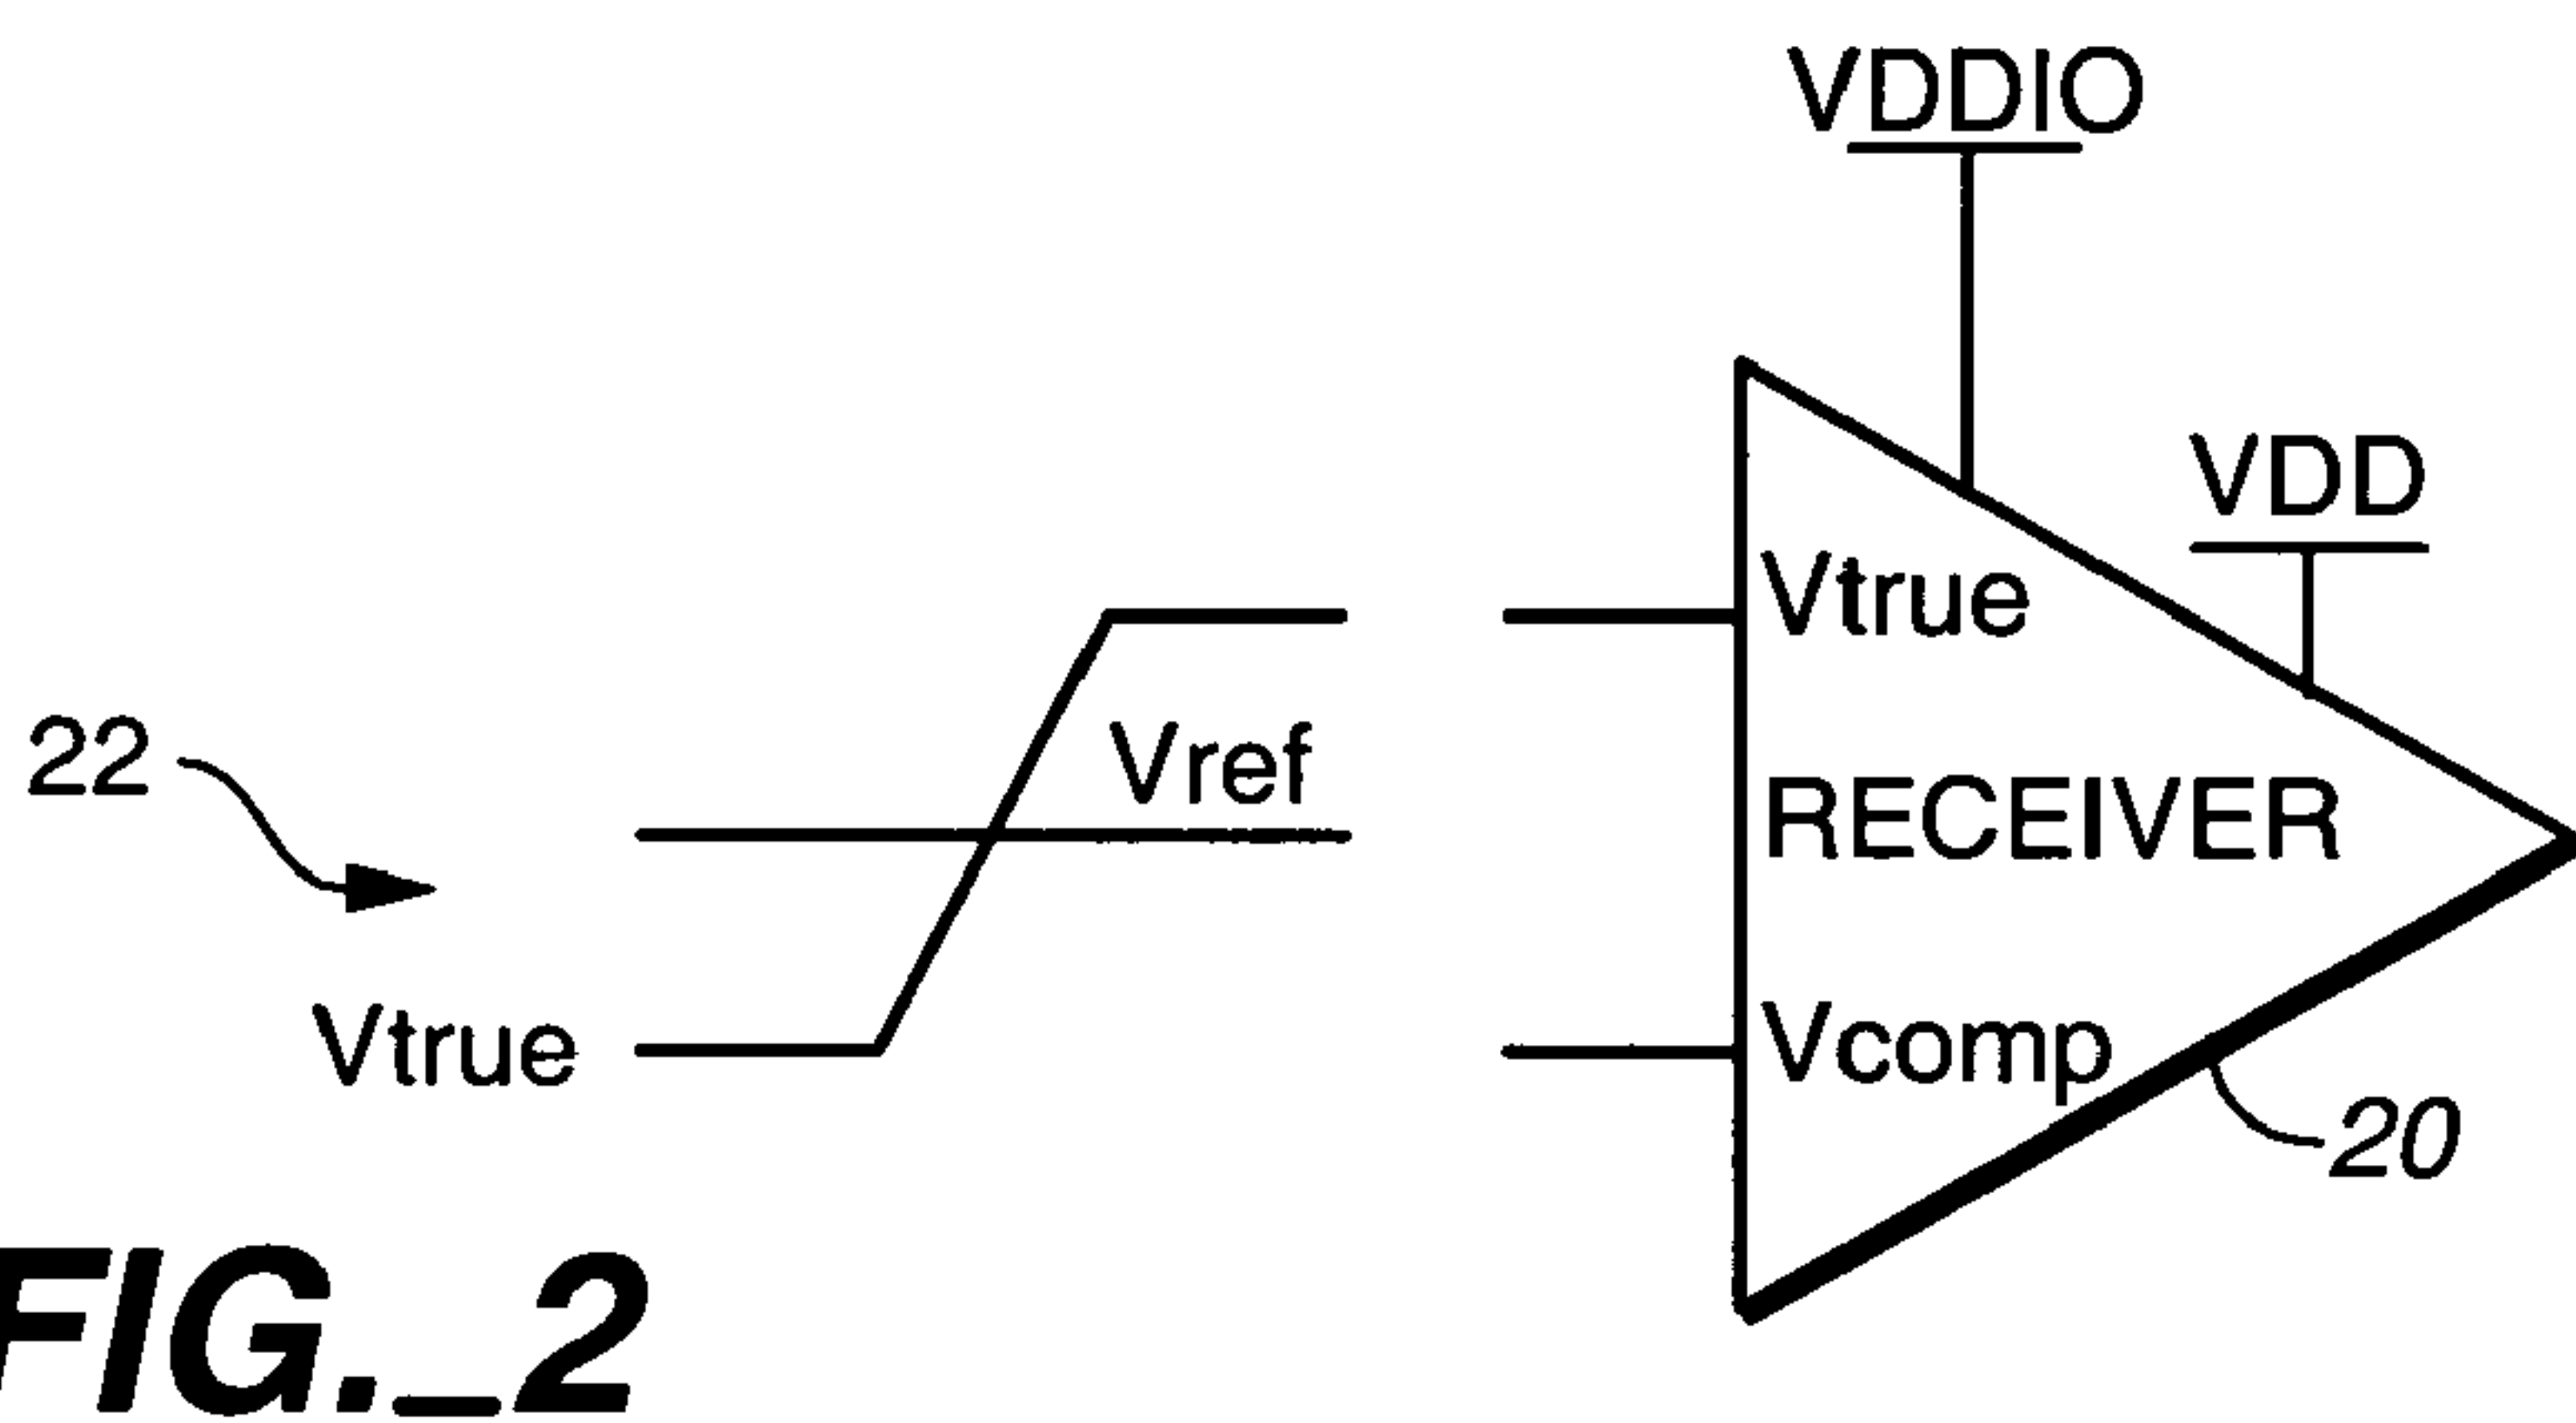 VDDIO
VDD
Vtrue
22
Vref
RECEIVER
Vtrue
Vcomp
20
FIG._2